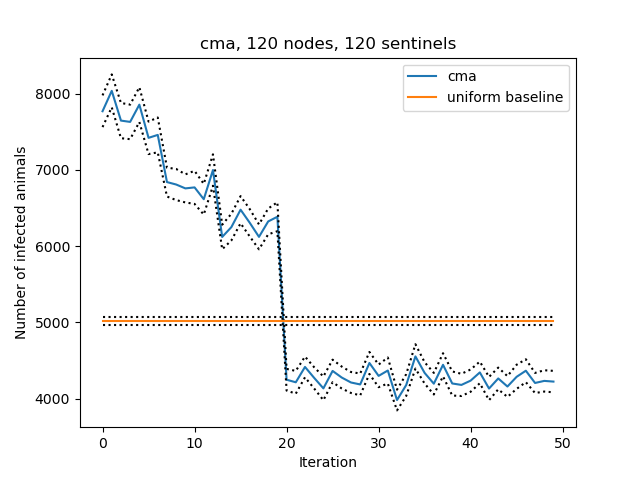 cma, 120 nodes, 120 sentinels
cma
uniform baseline
Number of infected animals
8000
7000
6000
5000
4000
0 10 20 30 40 50
Iteration